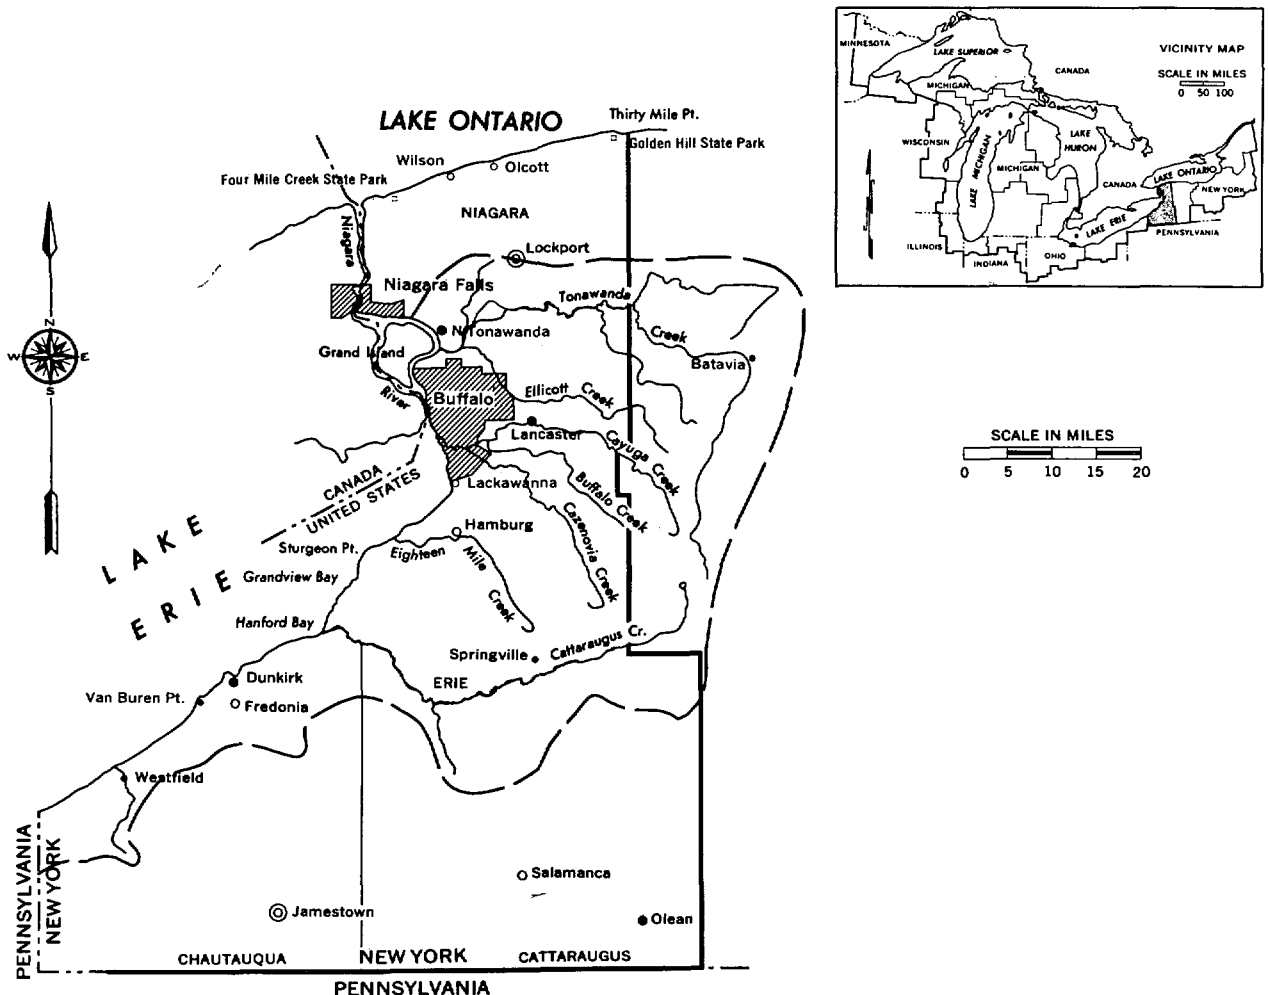 MINNESOTA
LAKE SUPERIOR
VICINITY MAP
CANADA
SCALE IN MILES
0 50 100
MICHIGAN
WISCONSIN
LAKE MICHIGAN
MICHIGAN
LAKE
HURON
CANADA
LAKE ONTARIO
NEW YORK
LAKE ERIE
PENNSYLVANIA
ILLINOIS
INDIANA
OHIO
LAKE ONTARIO
Thirty Mile Pt.
Golden Hill State Park
Wilson
Olcott
Four Mile Creek State Park
NIAGARA
Niagara
Lockport
Niagara Falls
Tonawanda
Creek
N
W
E
S
N Tonawanda
Grand Island
Batavia
River
Buffalo
Ellicott Creek
Lancaster
Cayuga Creek
SCALE IN MILES
0 5 10 15 20
CANADA
UNITED STATES
Lackawanna
Buffalo Creek
Cazenovia Creek
Hamburg
LAKE
ERIE
Sturgeon Pt.
Eighteen
Mile
Creek
Grandview Bay
Hanford Bay
Springville
Cattaraugus Cr.
ERIE
Dunkirk
Van Buren Pt.
Fredonia
Westfield
PENNSYLVANIA
NEW YORK
Salamanca
Jamestown
Olean
CHAUTAUQUA
NEW YORK
CATTARAUGUS
PENNSYLVANIA